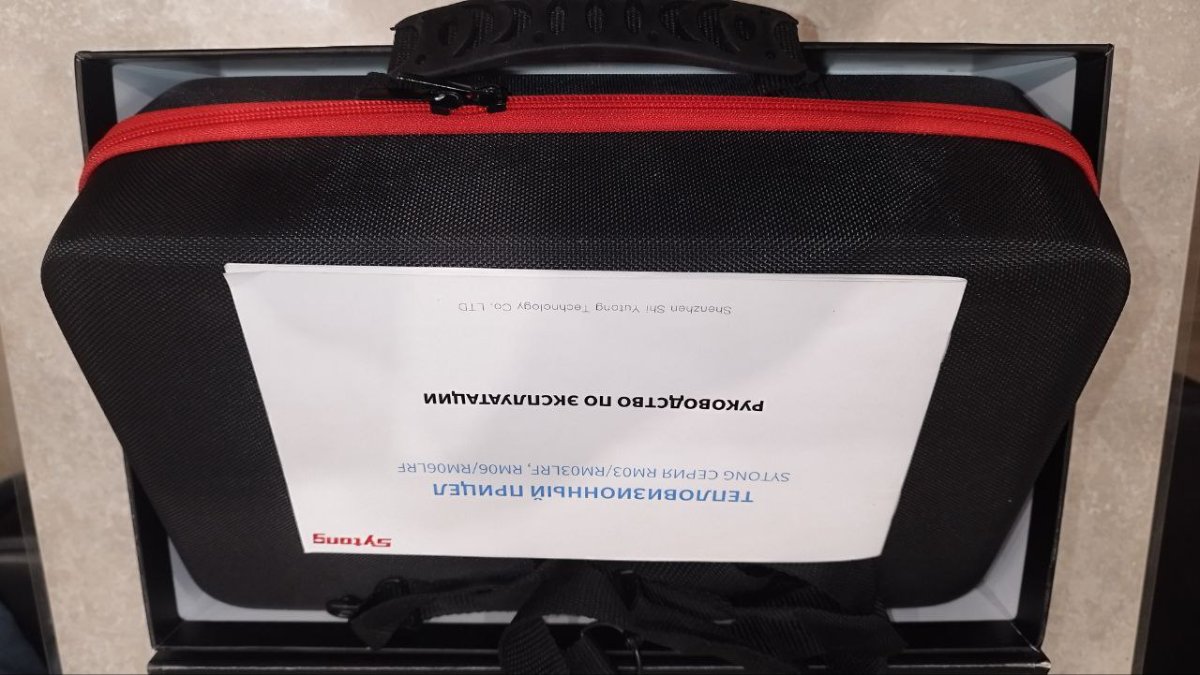 Sytong
ТЕПЛОВИЗИОННЫЙ ПРИЦЕЛ
SYTONG СЕРИЯ RM03/RM03LRF, RM06/RM06LRF
РУКОВОДСТВО ПО ЭКСПЛУАТАЦИИ
Shenzhen Shi Yutong Technology Co. LTD